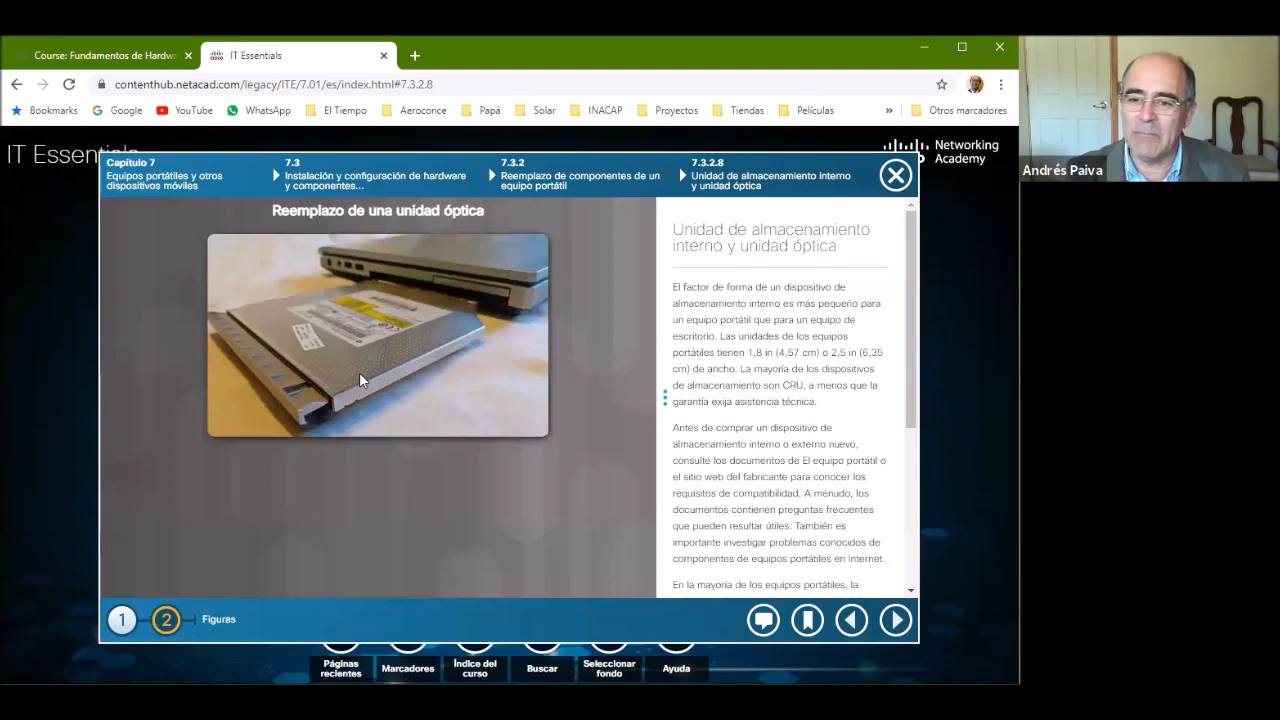 Course: Fundamentos de Hardwa
IT Essentials
contenthub.netacad.com/legacy/ITE/7.01/es/index.html#7.3.2.8
Bookmarks
Google
YouTube
WhatsApp
El Tiempo
Aeroconce
Papá
Solar
INACAP
Proyectos
Tiendas
Películas
»
Otros marcadores
IT Essentials
Networking
Academy
Andrés Paiva
Capítulo 7
Equipos portátiles y otros
dispositivos móviles
7.3
Instalación y configuración de hardware
y componentes...
7.3.2
Reemplazo de componentes de un
equipo portátil
7.3.2.8
Unidad de almacenamiento interno
y unidad óptica
Reemplazo de una unidad óptica
Unidad de almacenamiento
interno y unidad óptica
El factor de forma de un dispositivo de
almacenamiento interno es más pequeño para
un equipo portátil que para un equipo de
escritorio. Las unidades de los equipos
portátiles tienen 1,8 in (4,57 cm) o 2,5 in (6,35
cm) de ancho. La mayoría de los dispositivos
de almacenamiento son CRU, a menos que la
garantía exija asistencia técnica.
Antes de comprar un dispositivo de
almacenamiento interno o externo nuevo,
consulte los documentos de El equipo portátil o
el sitio web del fabricante para conocer los
requisitos de compatibilidad. A menudo, los
documentos contienen preguntas frecuentes
que pueden resultar útiles. También es
importante investigar problemas conocidos de
componentes de equipos portátiles en Internet.
En la mayoría de los equipos portátiles, la
1
2
Figuras
Páginas
recientes
Marcadores
Índice del
curso
Buscar
Seleccionar
fondo
Ayuda